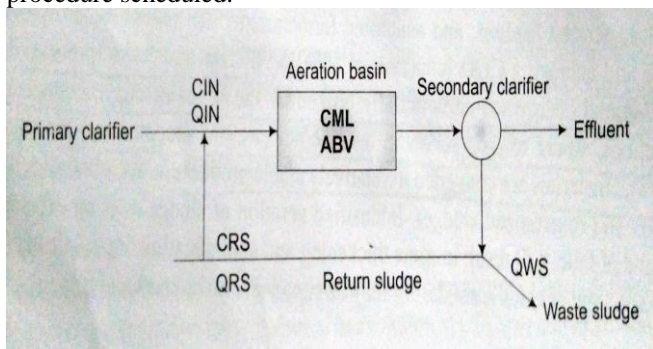 procedure scheduled.
Aeration basin
Secondary clarifier
CIN
QIN
CML
ABV
Primary clarifier
Effluent
CRS
QRS
Return sludge
QWS
Waste sludge